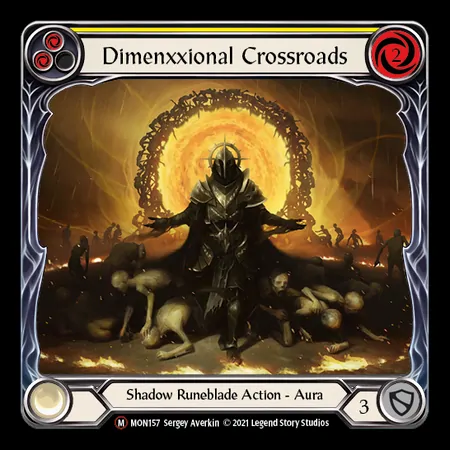 Dimenxxional Crossroads
2
Shadow Runeblade Action - Aura
3
M MON157 Sergey Averkin © 2021 Legend Story Studios